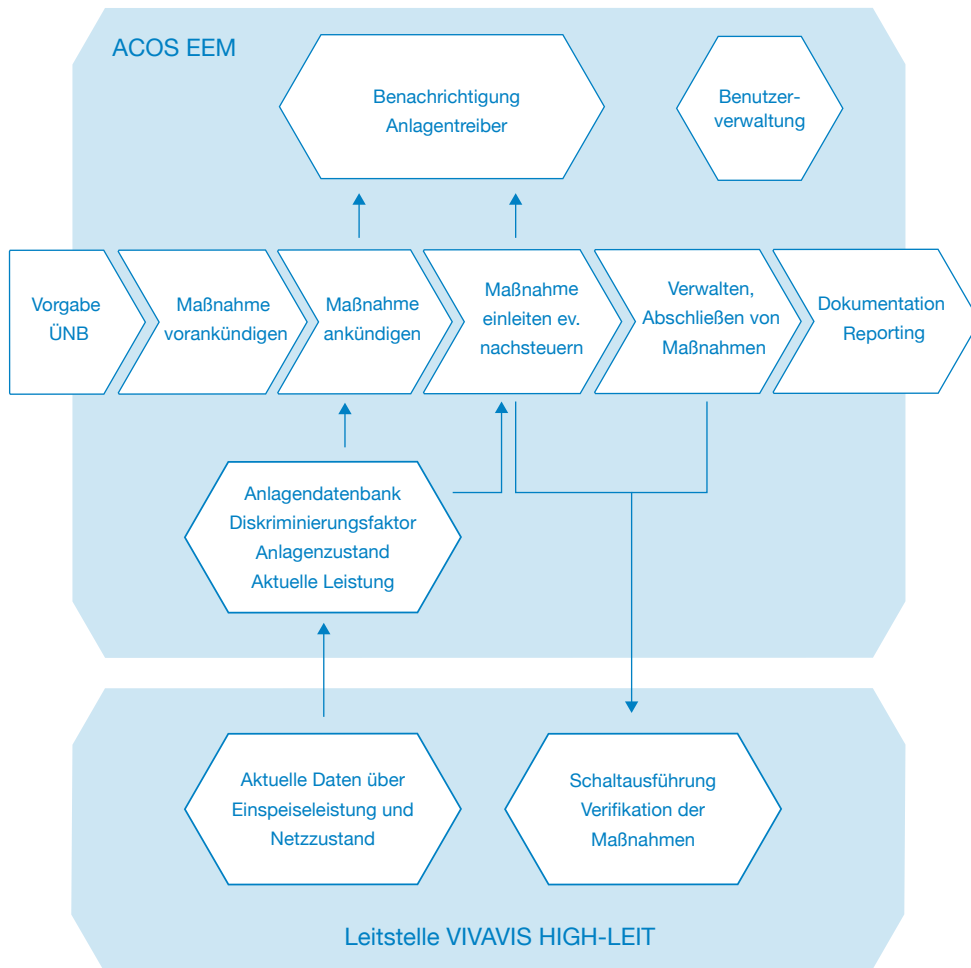 ACOS EEM
Benachrichtigung
Anlagentreiber
Benutzer-
verwaltung
Vorgabe
ÜNB
Maßnahme
vorankündigen
Maßnahme
ankündigen
Maßnahme
einleiten ev.
nachsteuern
Verwalten,
Abschließen von
Maßnahmen
Dokumentation
Reporting
Anlagendatenbank
Diskriminierungsfaktor
Anlagenzustand
Aktuelle Leistung
Aktuelle Daten über
Einspeiseleistung und
Netzzustand
Schaltausführung
Verifikation der
Maßnahmen
Leitstelle VIVAVIS HIGH-LEIT